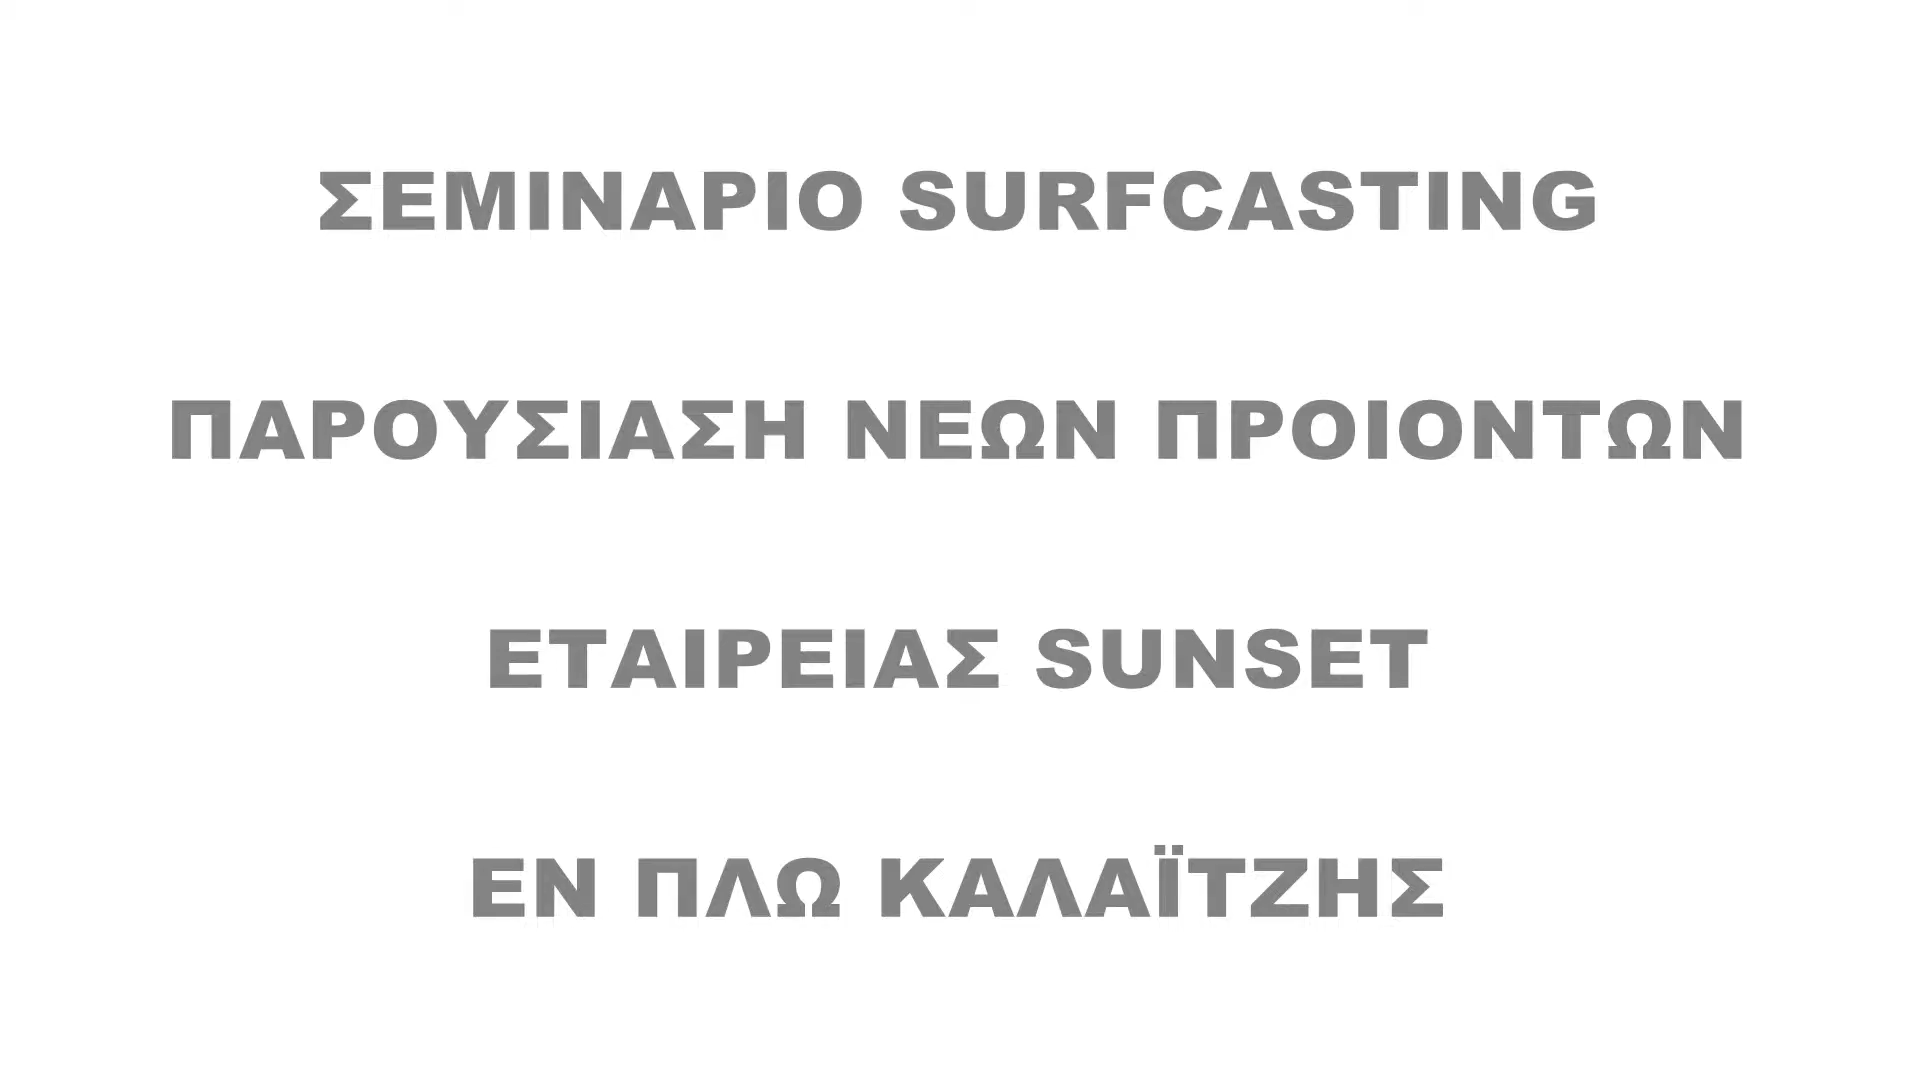 ΣΕΜΙΝΑΡΙΟ SURFCASTING
ΠΑΡΟΥΣΙΑΣΗ ΝΕΩΝ ΠΡΟΙΟΝΤΩΝ
ΕΤΑΙΡΕΙΑΣ SUNSET
ΕΝ ΠΛΩ ΚΑΛΑΪΤΖΗΣ